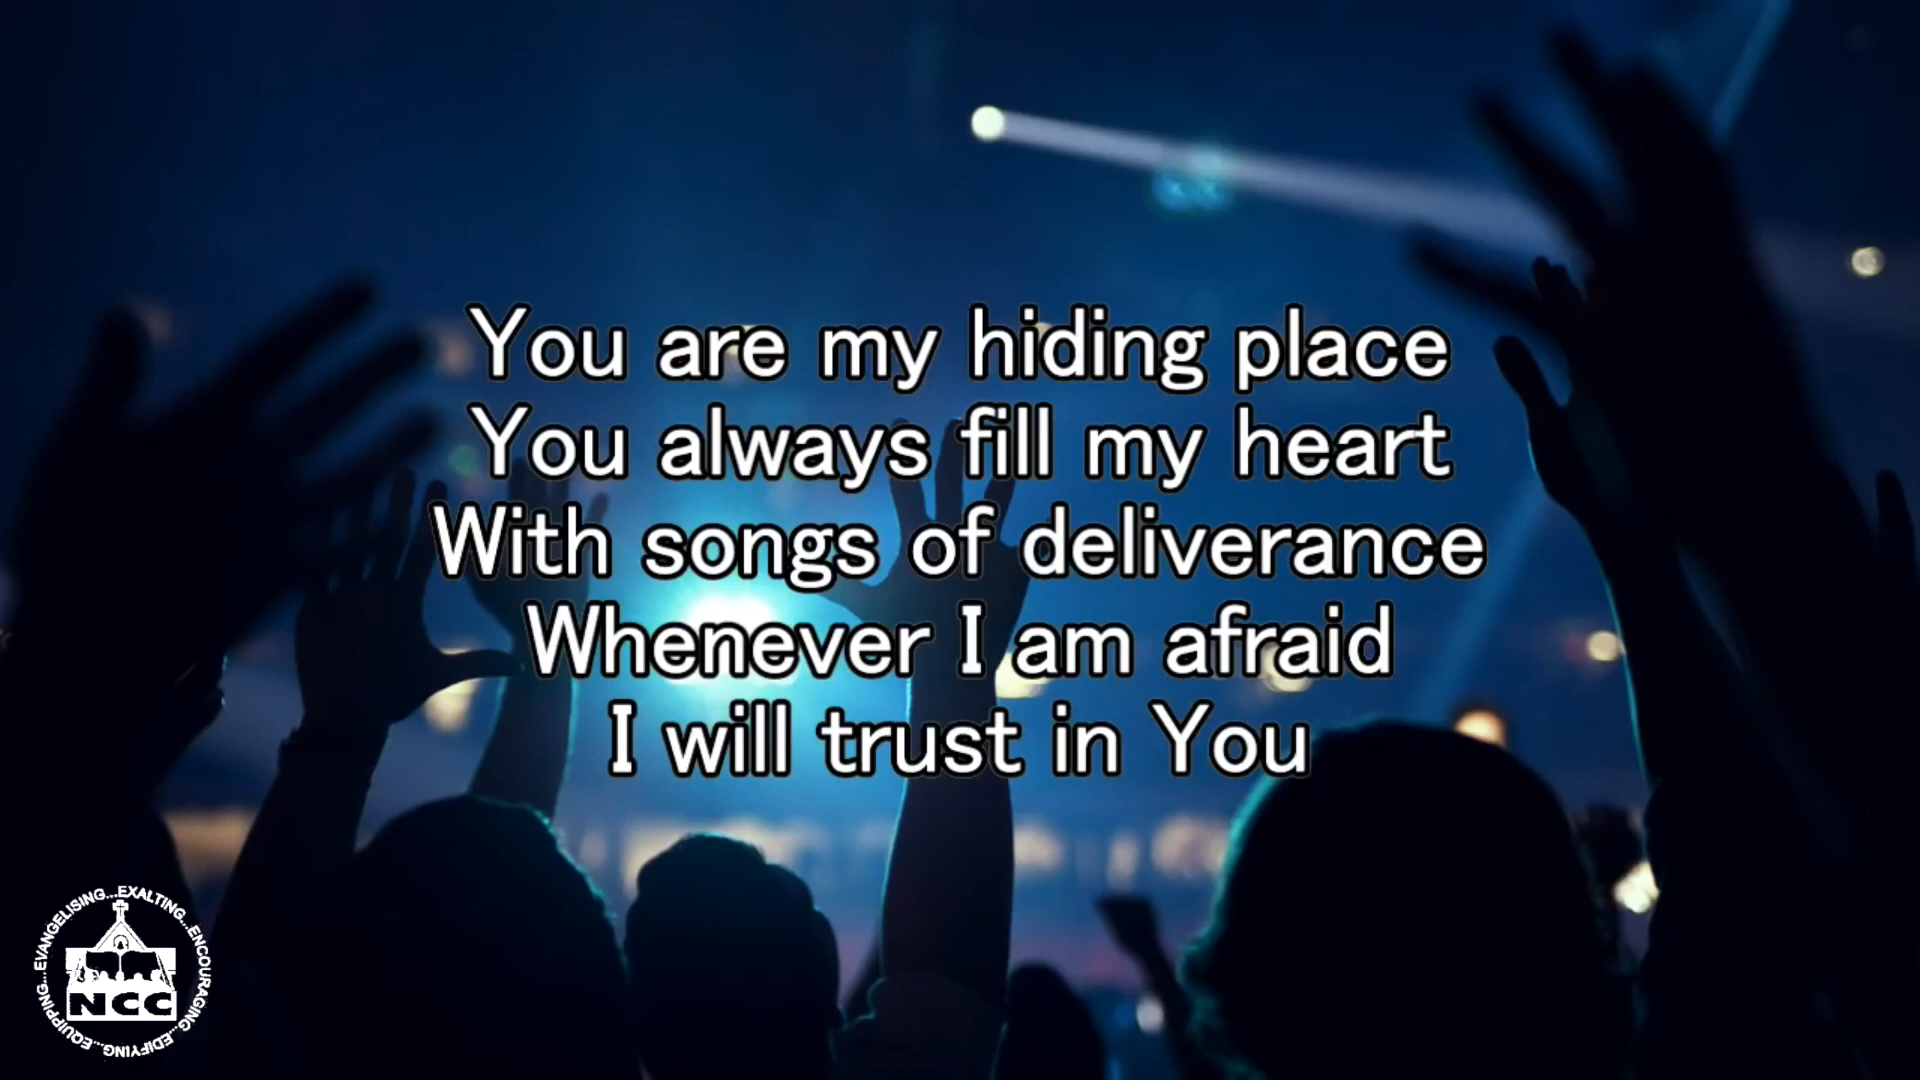 You are my hiding place
You always fill my heart
With songs of deliverance
Whenever I am afraid
I will trust in You
EVANGELISING...EXALTING...ENCOURAGING...EDIFYING...EQUIPPING...
NCC